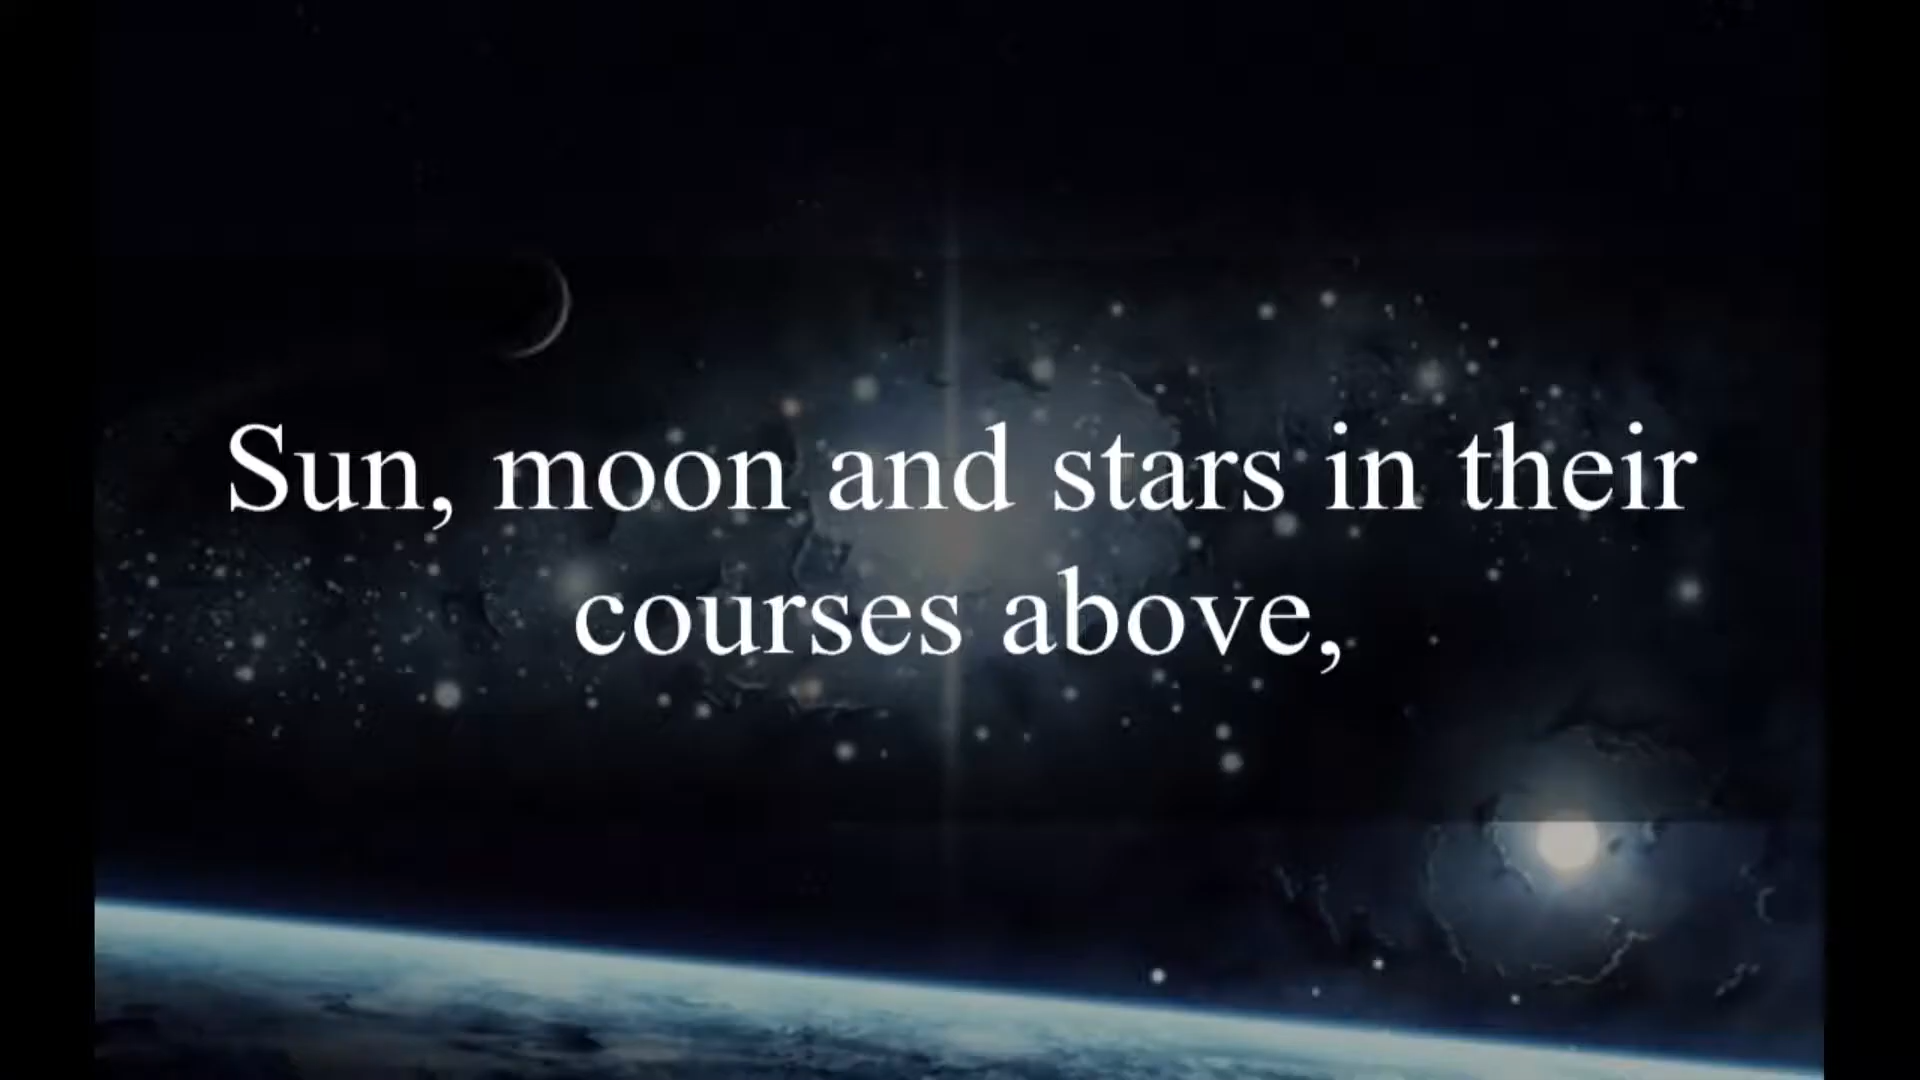 Sun, moon and stars in their
courses above,